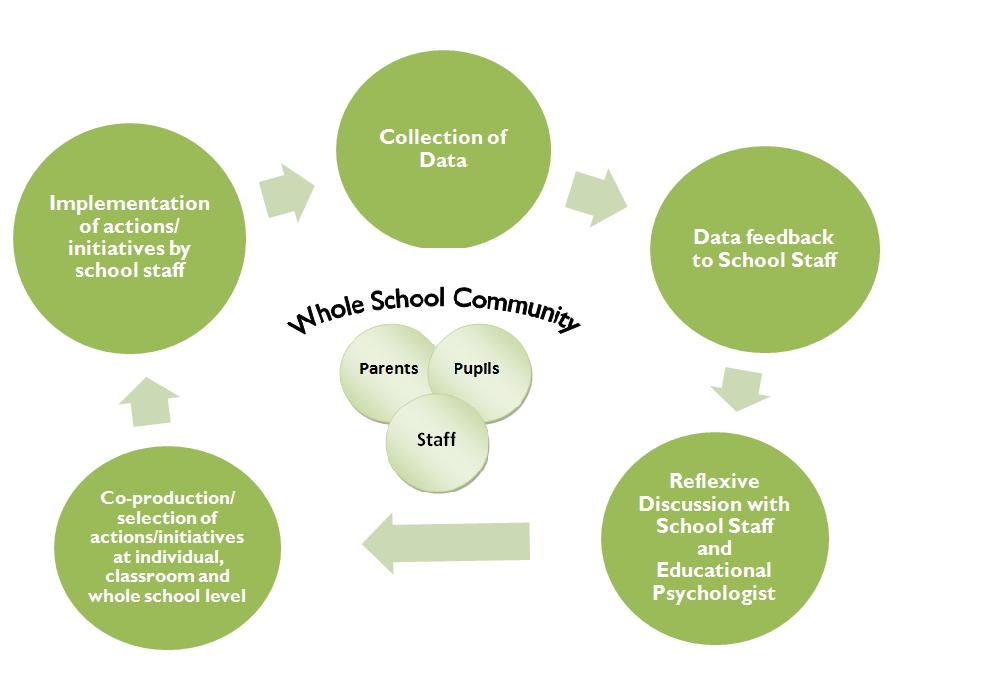 Collection of
Data
Data feedback
to School Staff
Reflexive
Discussion with
School Staff
and
Educational
Psychologist
Co-production/
selection of
actions/initiatives
at individual,
classroom and
whole school level
Implementation
of actions/
initiatives by
school staff
Whole School Community
Parents
Pupils
Staff